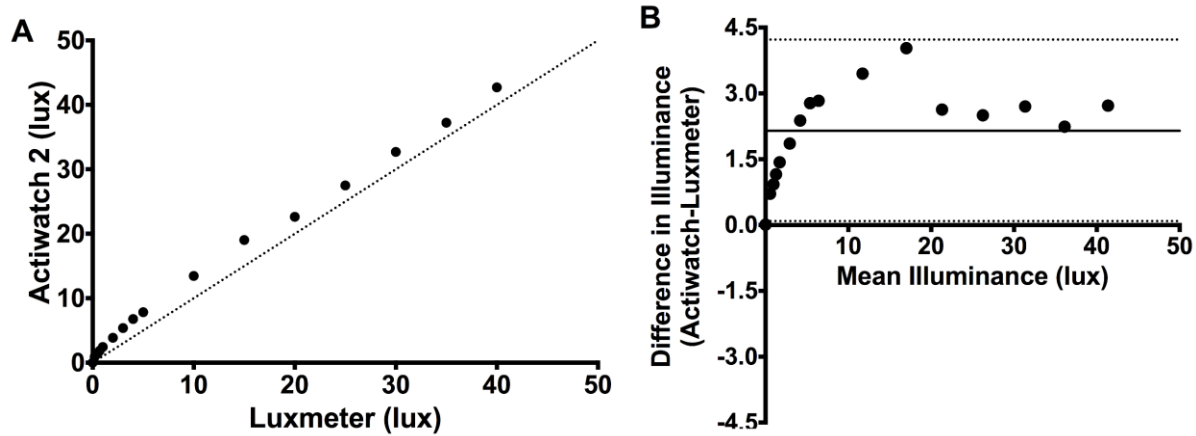 A
50
40
30
20
10
0
Actiwatch 2 (lux)
0 10 20 30 40 50
Luxmeter (lux)
B
4.5
3.0
1.5
0.0
-1.5
-3.0
-4.5
Difference in Illuminance
(Actiwatch-Luxmeter)
10 20 30 40 50
Mean Illuminance (lux)